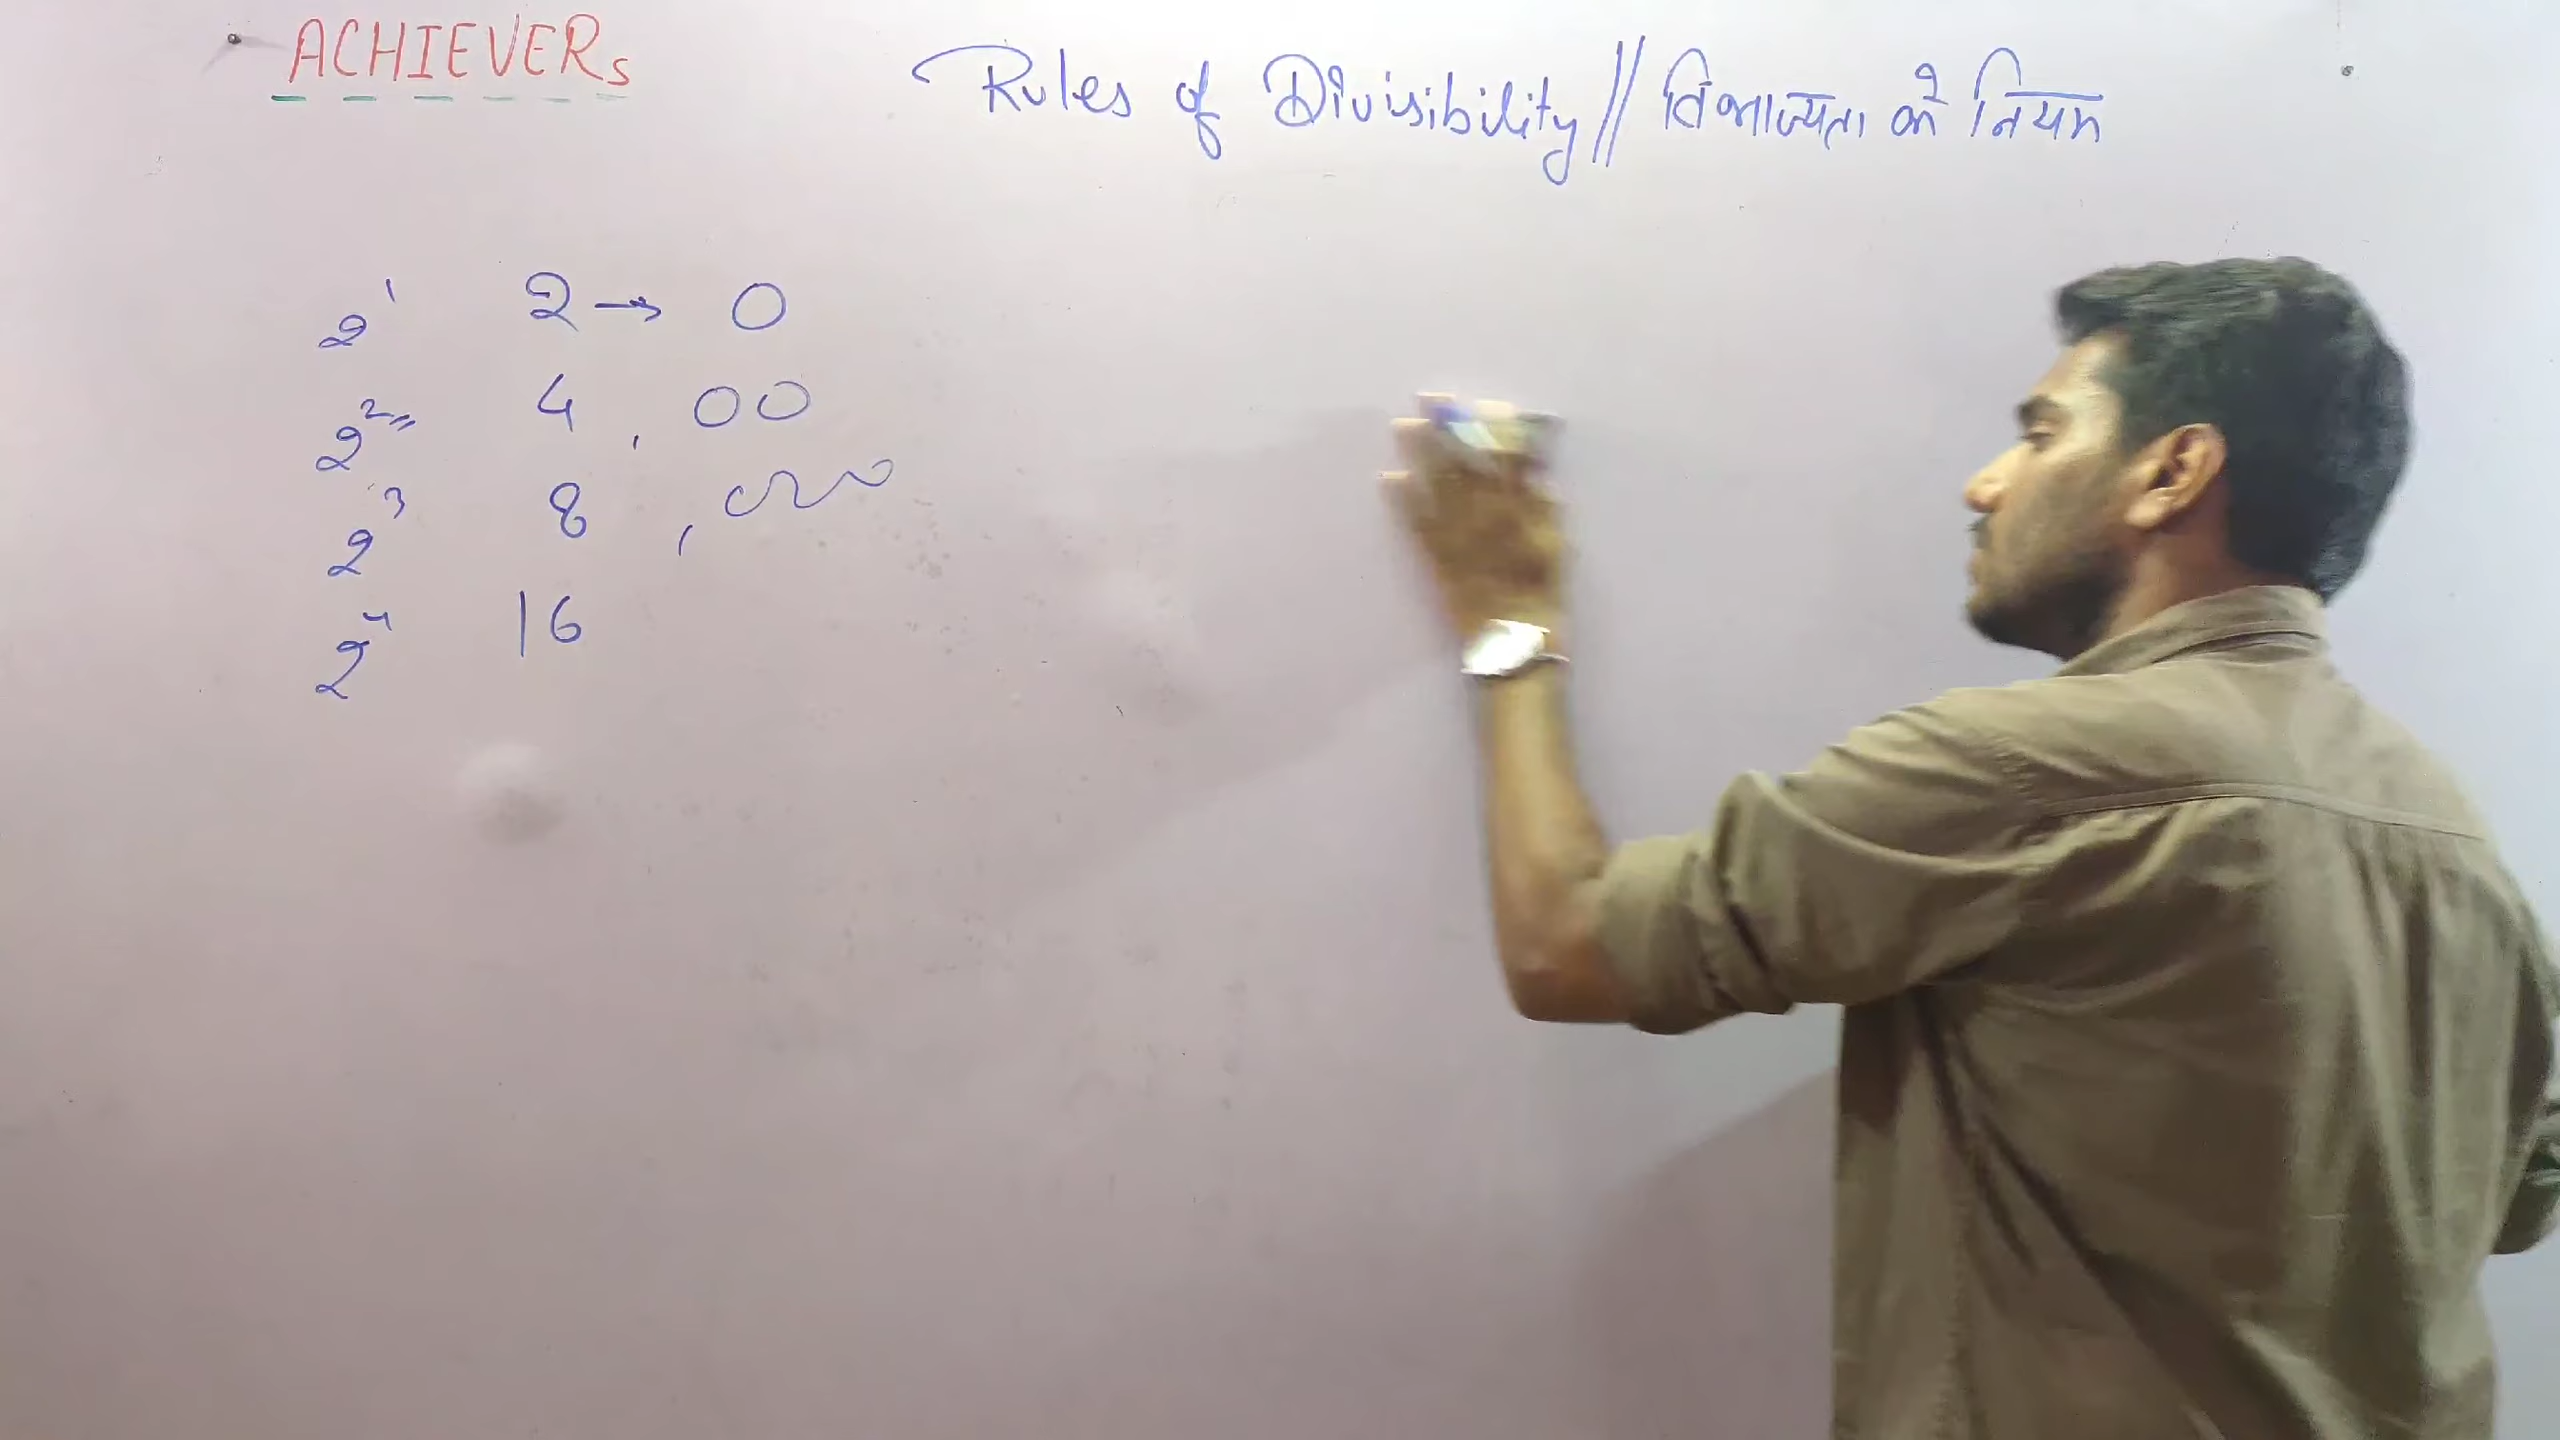 ACHIEVERs
Rules of Divisibility // विभाज्यता के नियम
2¹ 2 → 0
2² 4 , 00
2³ 8 , 000
2⁴ 16